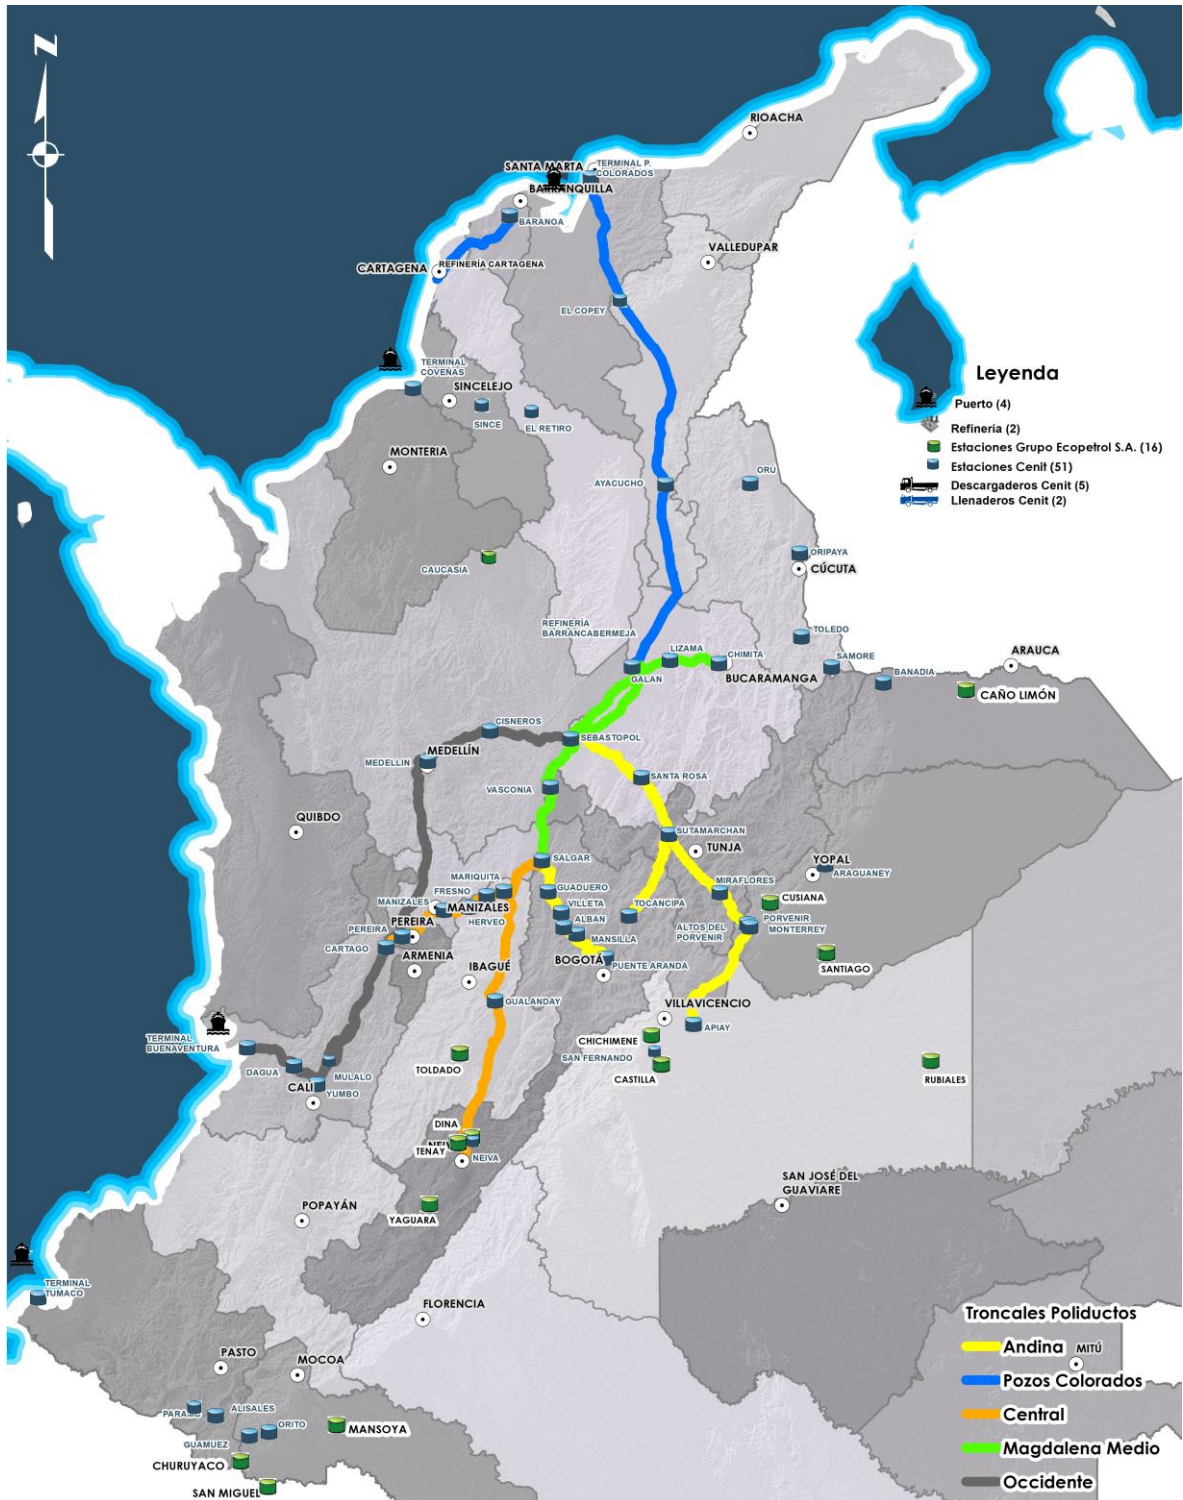 N
RIOACHA
SANTA MARTA
TERMINAL P.
COLORADOS
BARRANQUILLA
BARANOA
VALLEDUPAR
CARTAGENA
REFINERÍA CARTAGENA
EL COPEY
TERMINAL
COVEÑAS
SINCELEJO
SINCE
EL RETIRO
MONTERIA
Leyenda
Puerto (4)
Refinería (2)
Estaciones Grupo Ecopetrol S.A. (16)
Estaciones Cenit (51)
Descargaderos Cenit (5)
Llenaderos Cenit (2)
AYACUCHO
ORÚ
ORIPAYA
CÚCUTA
CAUCASIA
REFINERÍA
BARRANCABERMEJA
TOLEDO
LIZAMA
CHIMITA
SAMORE
ARAUCA
GALAN
BUCARAMANGA
BANADIA
CAÑO LIMÓN
CISNEROS
SEBASTOPOL
MEDELLÍN
MEDELLIN
SANTA ROSA
VASCONIA
QUIBDO
SUTAMARCHAN
TUNJA
SALGAR
YOPAL
ARAGUANEY
MARIQUITA
FRESNO
GUADUERO
MIRAFLORES
CUSIANA
MANIZALES
MANIZALES
HERVEO
VILLETA
TOCANCIPA
PEREIRA
PEREIRA
ALBAN
ALTOS DEL
PORVENIR
PORVENIR
MONTERREY
CARTAGO
MANSILLA
ARMENIA
IBAGUÉ
BOGOTÁ
PUENTE ARANDA
SANTIAGO
GUALANDAY
VILLAVICENCIO
APIAY
TERMINAL
BUENAVENTURA
CHICHIMENE
SAN FERNANDO
DAGUA
MULALO
TOLDADO
CASTILLA
RUBIALES
CALI
YUMBO
DINA
TENAY
NEIVA
SAN JOSÉ DEL
GUAVIARE
POPAYÁN
YAGUARA
TERMINAL
TUMACO
FLORENCIA
Troncales Poliductos
Andina
MITÚ
PASTO
MOCOA
Pozos Colorados
PARAMO
ALISALES
Central
ORITO
MANSOYA
GUAMUEZ
Magdalena Medio
CHURUYACO
Occidente
SAN MIGUEL